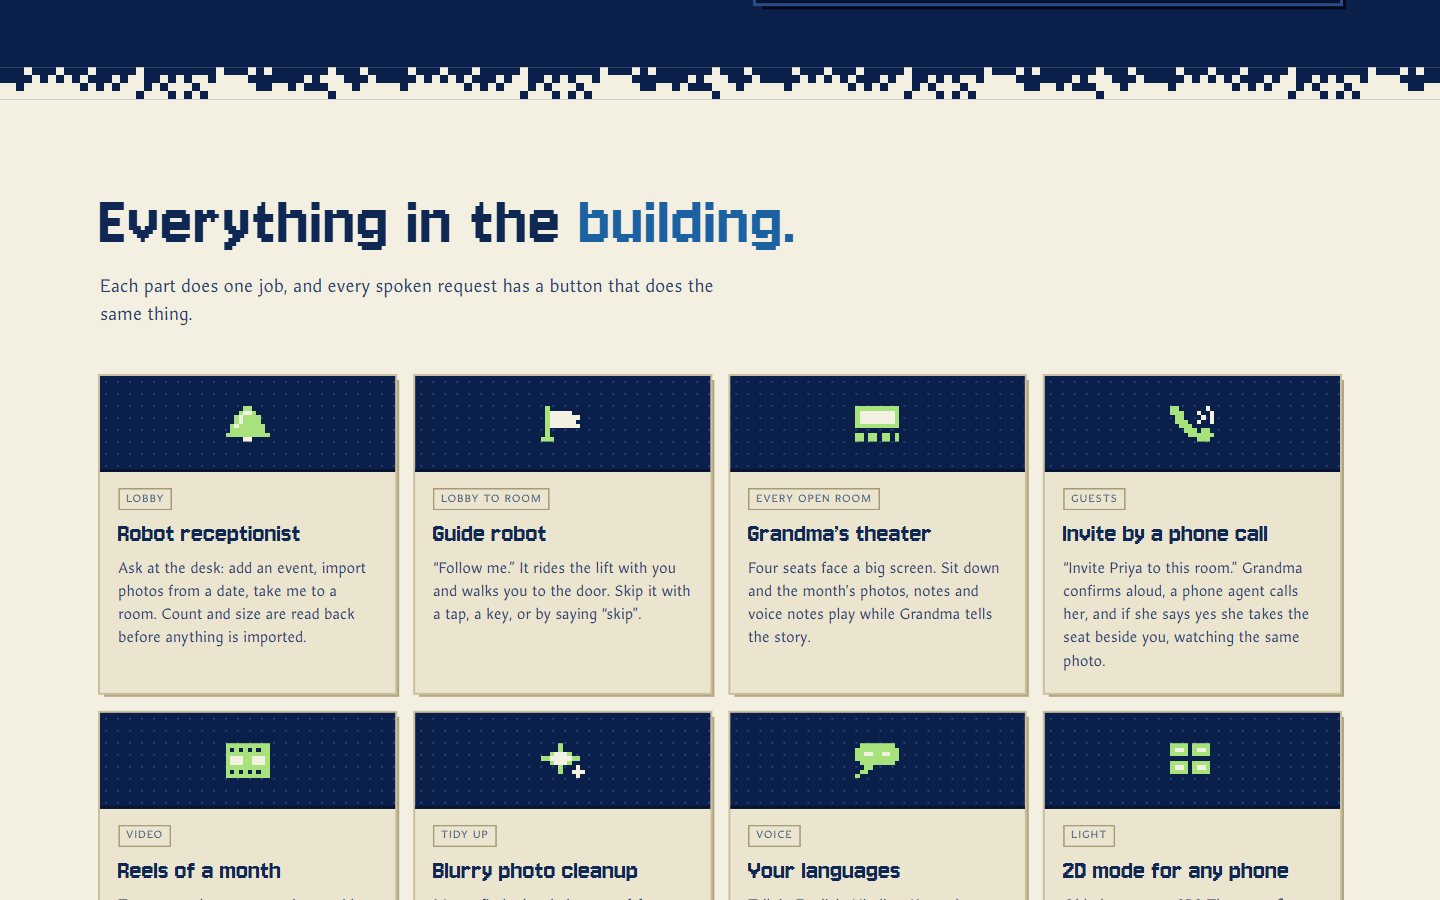 Everything in the building.
Each part does one job, and every spoken request has a button that does the
same thing.
LOBBY
Robot receptionist
Ask at the desk: add an event, import
photos from a date, take me to a
room. Count and size are read back
before anything is imported.
LOBBY TO ROOM
Guide robot
“Follow me.” It rides the lift with you
and walks you to the door. Skip it with
a tap, a key, or by saying “skip”.
EVERY OPEN ROOM
Grandma’s theater
Four seats face a big screen. Sit down
and the month’s photos, notes and
voice notes play while Grandma tells
the story.
GUESTS
Invite by a phone call
“Invite Priya to this room.” Grandma
confirms aloud, a phone agent calls
her, and if she says yes she takes the
seat beside you, watching the same
photo.
VIDEO
Reels of a month
TIDY UP
Blurry photo cleanup
VOICE
Your languages
LIGHT
2D mode for any phone